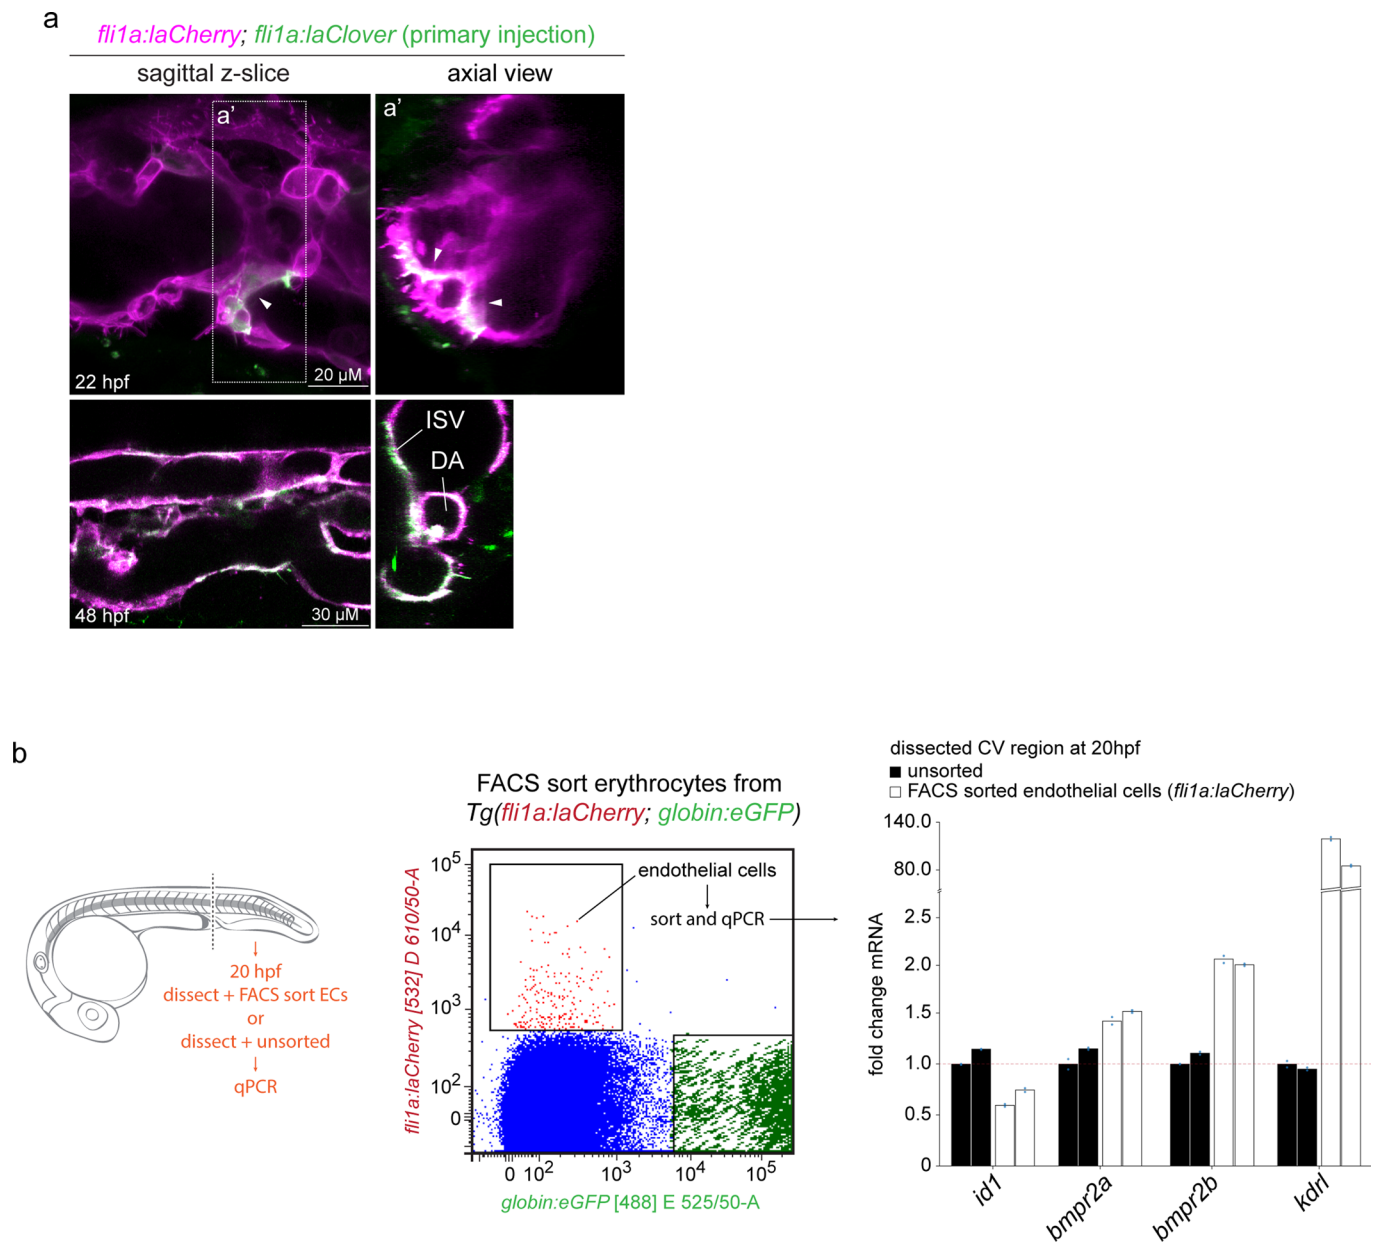 a
fli1a:laCherry; fli1a:laClover (primary injection)
sagittal z-slice
axial view
a’
a’
22 hpf
20 µM
ISV
DA
48 hpf
30 µM
b
20 hpf
dissect + FACS sort ECs
or
dissect + unsorted
qPCR
FACS sort erythrocytes from
Tg(fli1a:laCherry; globin:eGFP)
fli1a:laCherry [532] D 610/50-A
10^5
10^4
10^3
10^2
0
endothelial cells
sort and qPCR
0 10^2 10^3 10^4 10^5
globin:eGFP [488] E 525/50-A
dissected CV region at 20hpf
unsorted
FACS sorted endothelial cells (fli1a:laCherry)
fold change mRNA
140.0
80.0
2.5
2.0
1.5
1.0
0.5
0
id1 bmpr2a bmpr2b kdrl